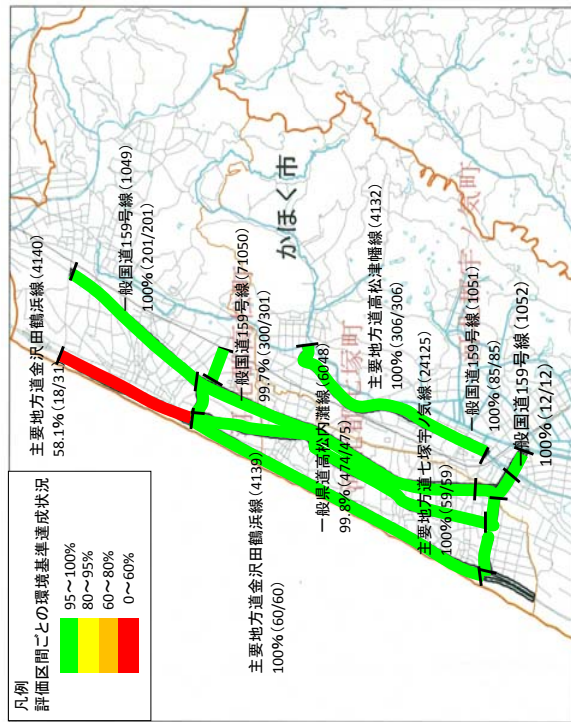 凡例
評価区間ごとの環境基準達成状況
95～100%
80～95%
60～80%
0～60%
主要地方道金沢田鶴浜線(4140)
58.1%(18/31)
一般国道159号線(1049)
100%(201/201)
一般国道159号線(71050)
99.7%(300/301)
かほく市
主要地方道金沢田鶴浜線(4139)
100%(60/60)
一般県道高松内灘線(6048)
99.8%(474/475)
七塚町
主要地方道高松津幡線(4132)
100%(306/306)
主要地方道七塚宇ノ気線(24125)
100%(59/59)
一般国道159号線(1051)
100%(85/85)
一般国道159号線(1052)
100%(12/12)